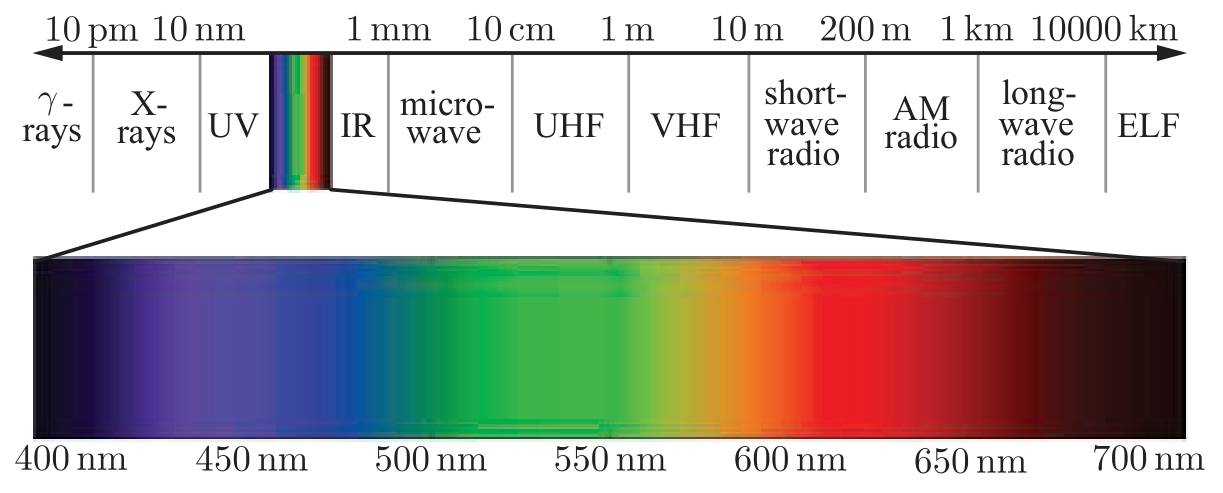 10 pm 10 nm 1 mm 10 cm 1 m 10 m 200 m 1 km 10000 km
γ-
rays
X-
rays
UV
IR
micro-
wave
UHF
VHF
short-
wave
radio
AM
radio
long-
wave
radio
ELF
400 nm 450 nm 500 nm 550 nm 600 nm 650 nm 700 nm